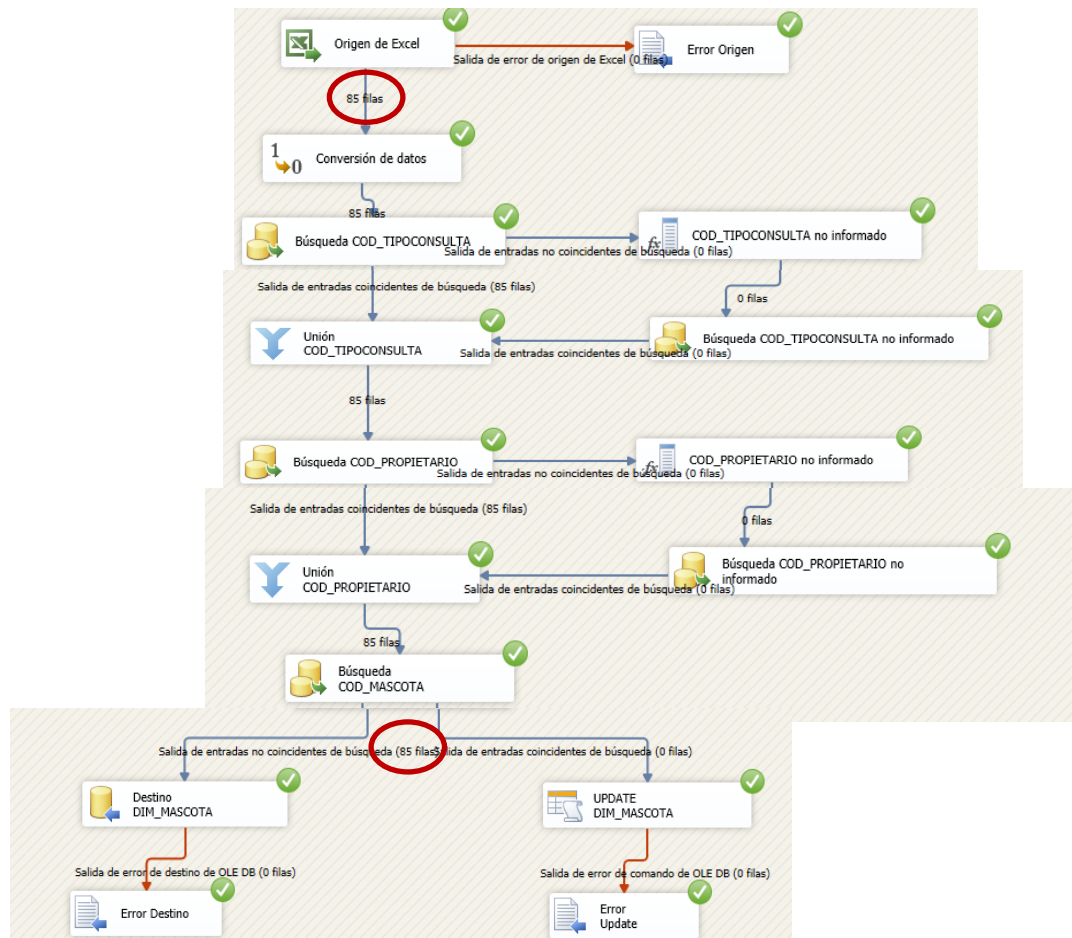 Origen de Excel
Salida de error de origen de Excel (0 filas)
Error Origen
85 filas
1
0
Conversión de datos
85 filas
Búsqueda COD_TIPOCONSULTA
Salida de entradas no coincidentes de búsqueda (0 filas)
fx
COD_TIPOCONSULTA no informado
Salida de entradas coincidentes de búsqueda (85 filas)
0 filas
Unión
COD_TIPOCONSULTA
Salida de entradas coincidentes de búsqueda (0 filas)
Búsqueda COD_TIPOCONSULTA no informado
85 filas
Búsqueda COD_PROPIETARIO
Salida de entradas no coincidentes de búsqueda (0 filas)
fx
COD_PROPIETARIO no informado
Salida de entradas coincidentes de búsqueda (85 filas)
0 filas
Unión
COD_PROPIETARIO
Salida de entradas coincidentes de búsqueda (0 filas)
Búsqueda COD_PROPIETARIO no
informado
85 filas
Búsqueda
COD_MASCOTA
Salida de entradas no coincidentes de búsqueda (85 filas)
Salida de entradas coincidentes de búsqueda (0 filas)
Destino
DIM_MASCOTA
UPDATE
DIM_MASCOTA
Salida de error de destino de OLE DB (0 filas)
Salida de error de comando de OLE DB (0 filas)
Error Destino
Error
Update